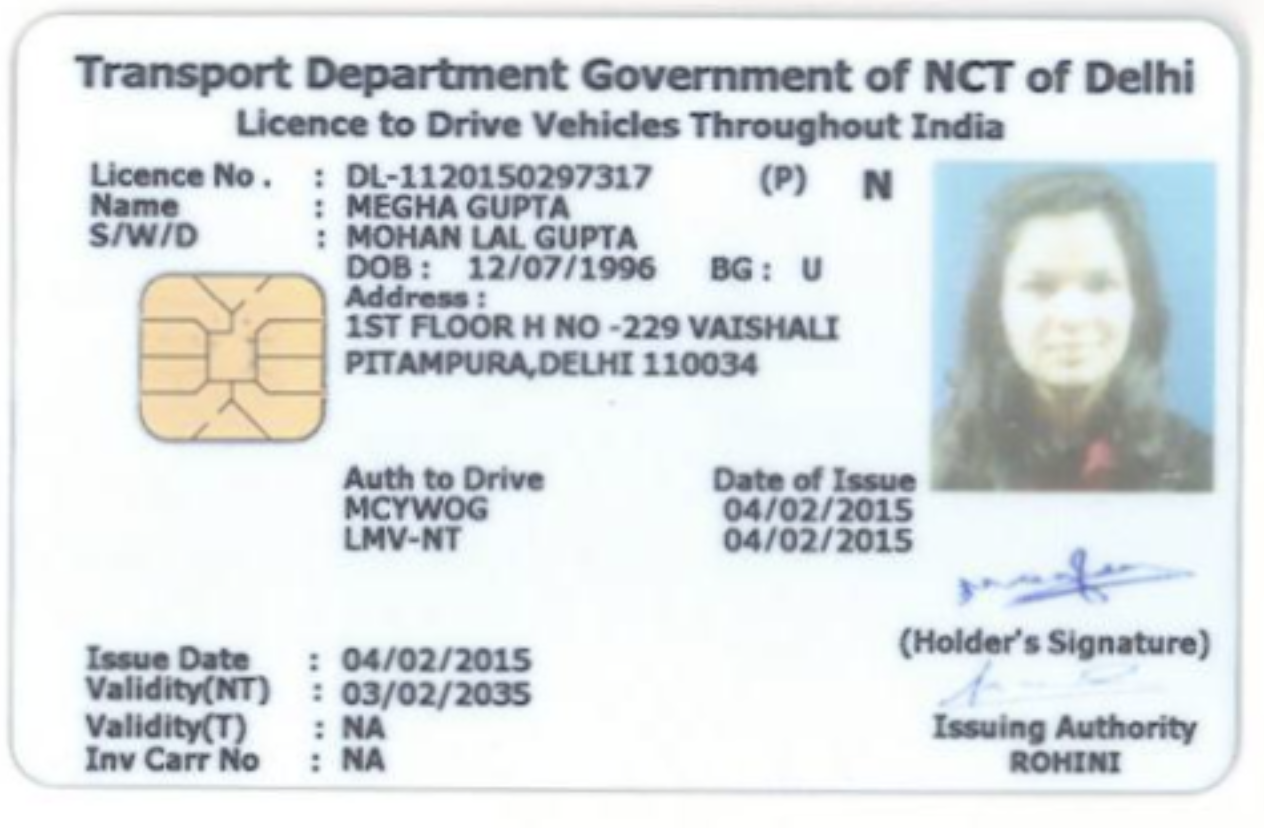 Transport Department Government of NCT of Delhi
Licence to Drive Vehicles Throughout India
Licence No . : DL-1120150297317 (P) N
Name : MEGHA GUPTA
S/W/D : MOHAN LAL GUPTA
DOB : 12/07/1996 BG : U
Address :
1ST FLOOR H NO -229 VAISHALI
PITAMPURA,DELHI 110034
Auth to Drive Date of Issue
MCYWOG 04/02/2015
LMV-NT 04/02/2015
(Holder's Signature)
Issue Date : 04/02/2015
Validity(NT) : 03/02/2035
Validity(T) : NA
Inv Carr No : NA
Issuing Authority
ROHINI